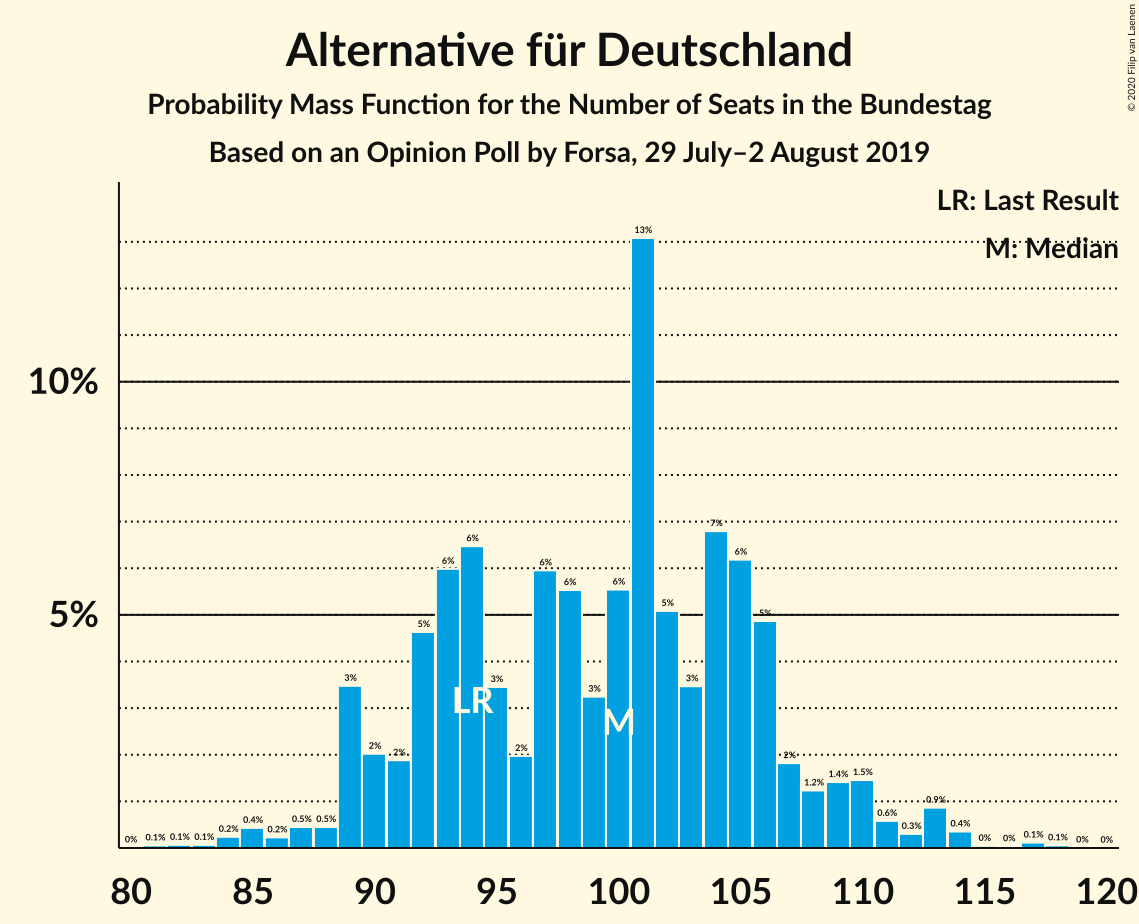 Alternative für Deutschland
Probability Mass Function for the Number of Seats in the Bundestag
Based on an Opinion Poll by Forsa, 29 July–2 August 2019
© 2020 Filip van Laenen
LR: Last Result
M: Median
10%
5%
0% 0.1% 0.1% 0.1% 0.2% 0.4% 0.2% 0.5% 0.5% 3% 2% 2% 5% 6% 6% 3% 2% 6% 6% 3% 6% 13% 5% 3% 7% 6% 5% 2% 1.2% 1.4% 1.5% 0.6% 0.3% 0.9% 0.4% 0% 0% 0.1% 0.1% 0% 0%
LR
M
80 85 90 95 100 105 110 115 120